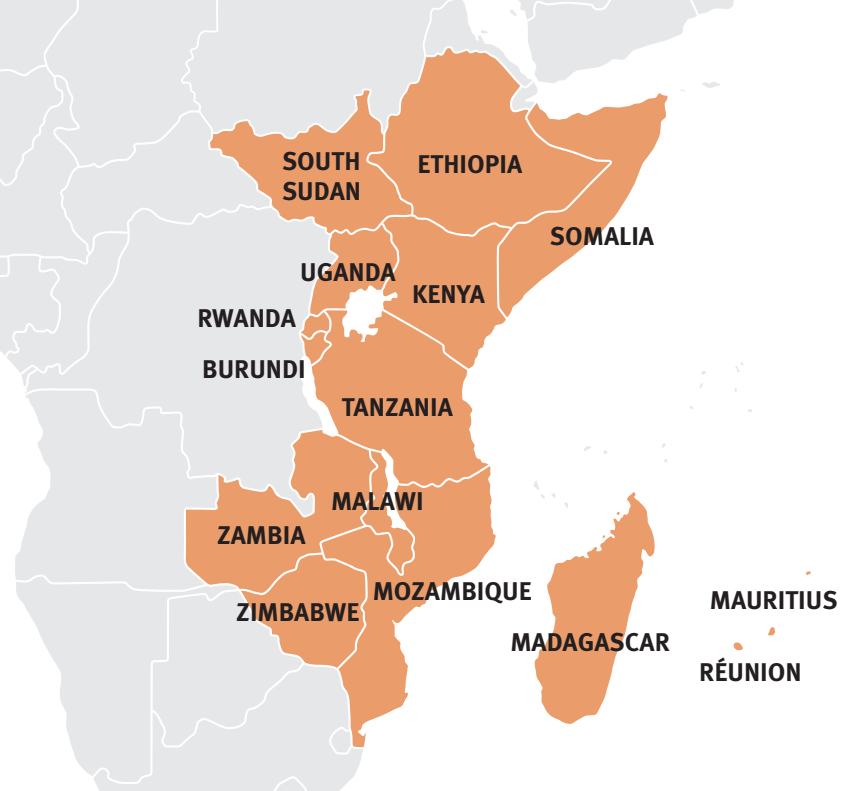 SOUTH
SUDAN
ETHIOPIA
SOMALIA
UGANDA
KENYA
RWANDA
BURUNDI
TANZANIA
MALAWI
ZAMBIA
MOZAMBIQUE
ZIMBABWE
MAURITIUS
MADAGASCAR
RÉUNION